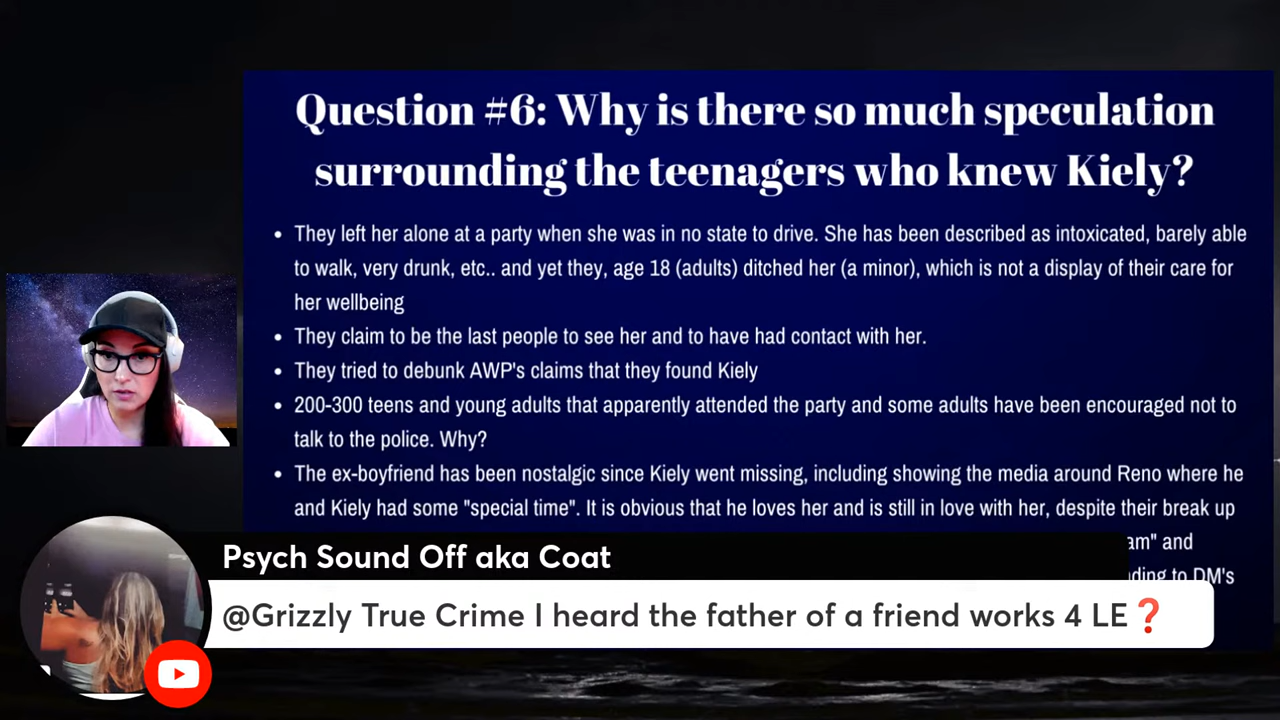 Question #6: Why is there so much speculation
surrounding the teenagers who knew Kiely?
• They left her alone at a party when she was in no state to drive. She has been described as intoxicated, barely able
to walk, very drunk, etc.. and yet they, age 18 (adults) ditched her (a minor), which is not a display of their care for
her wellbeing
• They claim to be the last people to see her and to have had contact with her.
• They tried to debunk AWP's claims that they found Kiely
• 200-300 teens and young adults that apparently attended the party and some adults have been encouraged not to
talk to the police. Why?
• The ex-boyfriend has been nostalgic since Kiely went missing, including showing the media around Reno where he
and Kiely had some "special time". It is obvious that he loves her and is still in love with her, despite their break up
am" and
to DM's
Psych Sound Off aka Coat
@Grizzly True Crime I heard the father of a friend works 4 LE❓